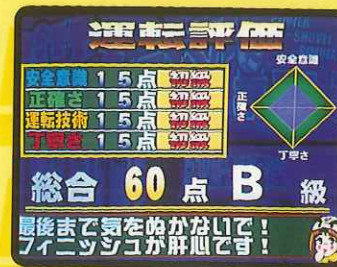 運転評価
安全意識 15点 初級
正確さ 15点 初級
運転技術 15点 初級
丁寧さ 15点 初級
安全意識
正確さ
丁寧さ
総合 60点 B級
最後まで気をぬかないで!
フィニッシュが肝心です!